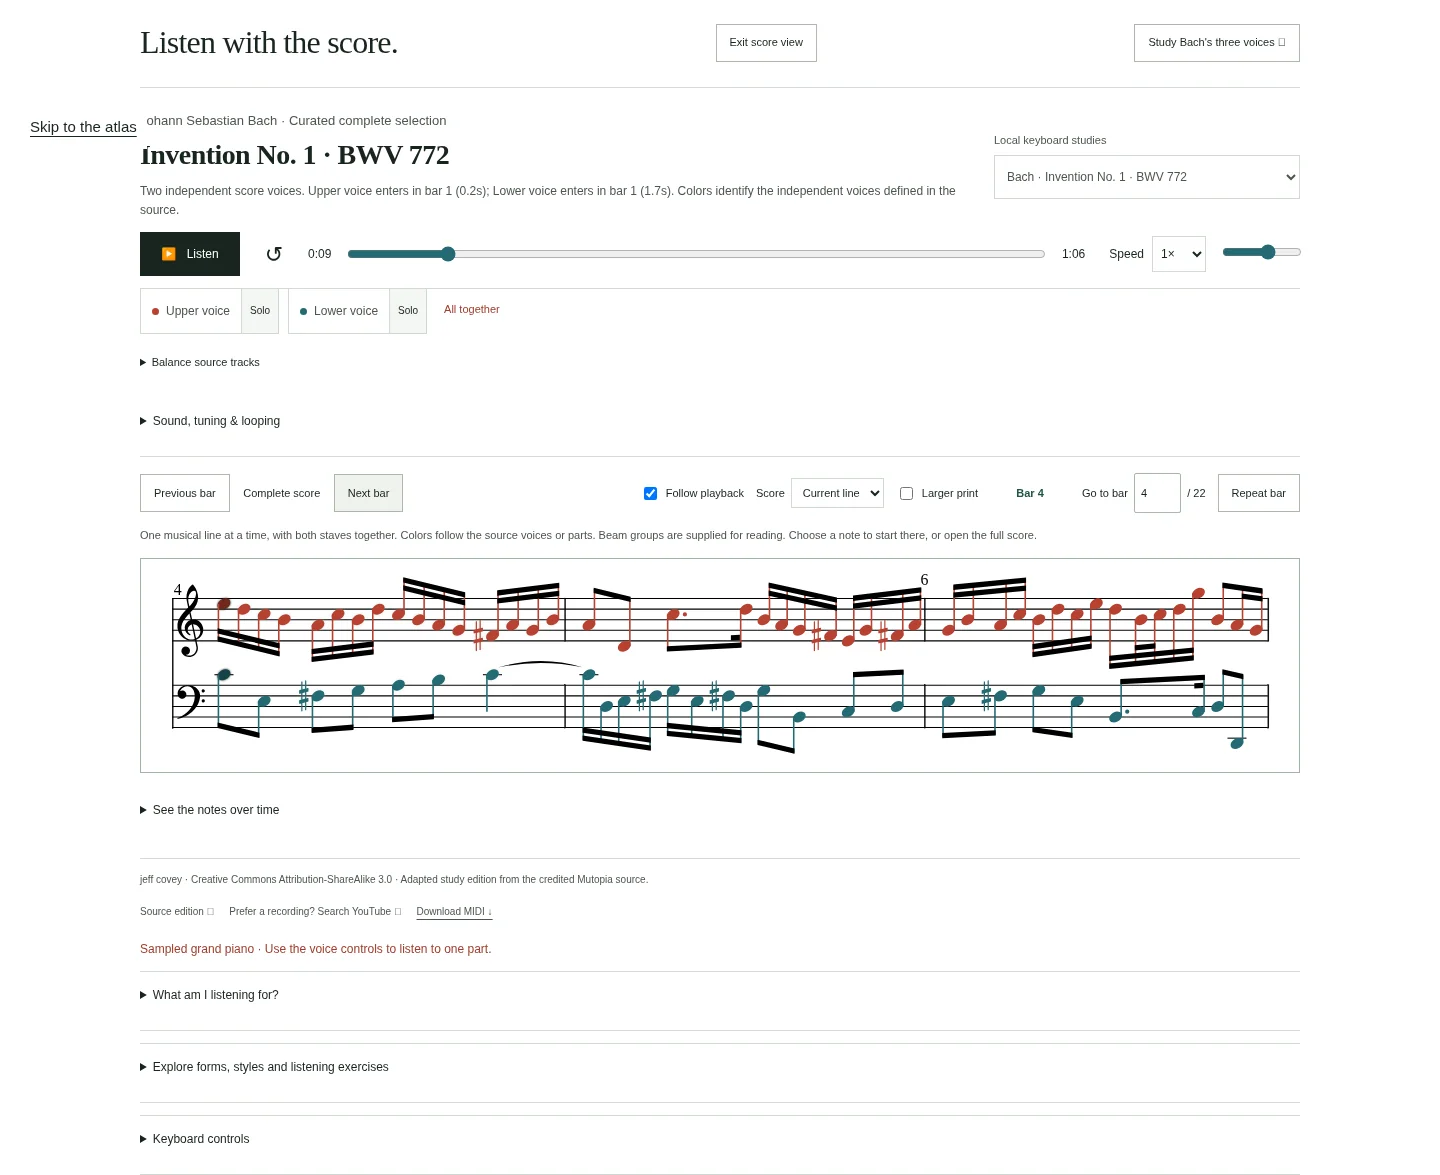 Listen with the score.
Exit score view
Study Bach's three voices
Skip to the atlas
ohann Sebastian Bach · Curated complete selection
Invention No. 1 · BWV 772
Two independent score voices. Upper voice enters in bar 1 (0.2s); Lower voice enters in bar 1 (1.7s). Colors identify the independent voices defined in the
source.
Local keyboard studies
Bach · Invention No. 1 · BWV 772
Listen
0:09
1:06
Speed
1×
Upper voice
Solo
Lower voice
Solo
All together
Balance source tracks
Sound, tuning & looping
Previous bar
Complete score
Next bar
Follow playback
Score
Current line
Larger print
Bar 4
Go to bar
4
/ 22
Repeat bar
One musical line at a time, with both staves together. Colors follow the source voices or parts. Beam groups are supplied for reading. Choose a note to start there, or open the full score.
4
6
See the notes over time
jeff covey · Creative Commons Attribution-ShareAlike 3.0 · Adapted study edition from the credited Mutopia source.
Source edition
Prefer a recording? Search YouTube
Download MIDI ↓
Sampled grand piano · Use the voice controls to listen to one part.
What am I listening for?
Explore forms, styles and listening exercises
Keyboard controls